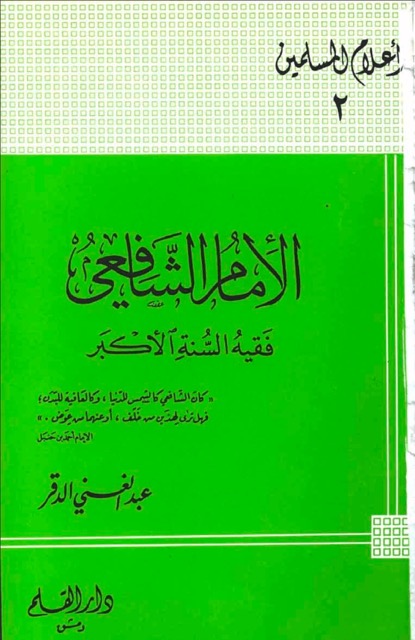 أعلام المسلمين
٢
الإمام الشافعي
فقيه السنة الأكبر
« كان الشافعي كالشمس للدنيا ، وكالعافية للبدن ؛
فهل ترى لهذين من خلف ، أو عنهما من عوض . »
الإمام أحمد بن حنبل
عبد الغني الدقر
دار القلم
دمشق